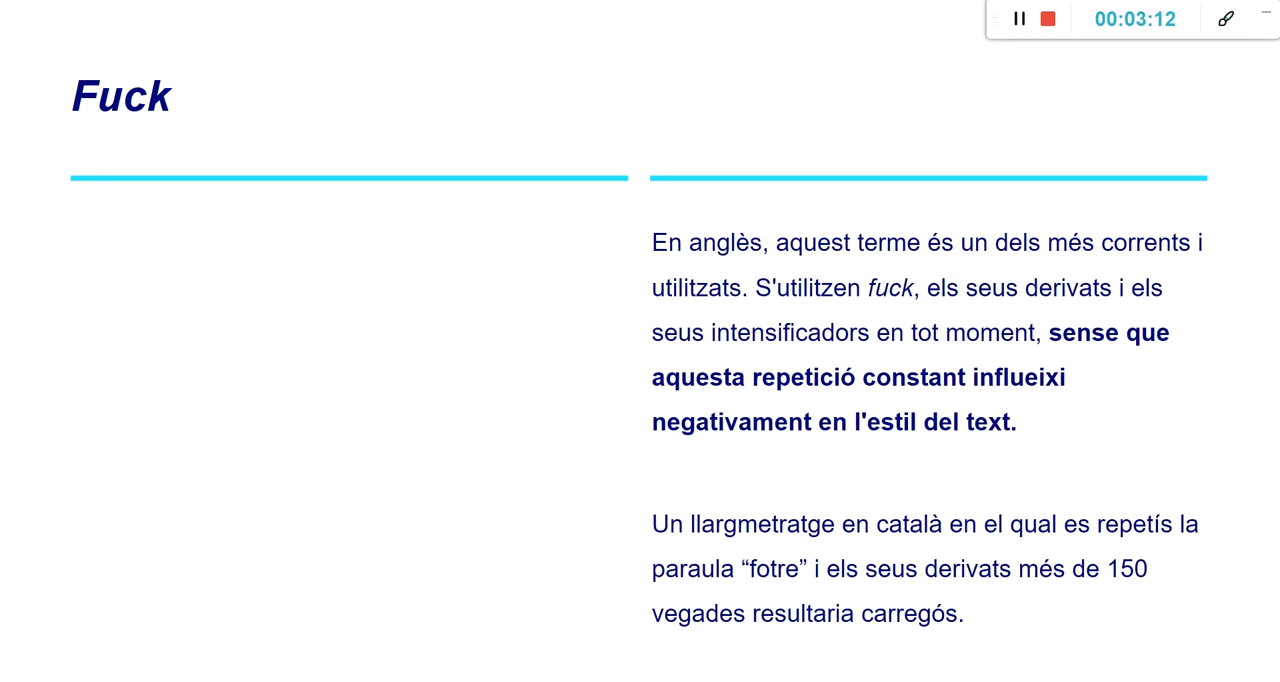 00:03:12
Fuck
En anglès, aquest terme és un dels més corrents i
utilitzats. S'utilitzen fuck, els seus derivats i els
seus intensificadors en tot moment, sense que
aquesta repetició constant influeixi
negativament en l'estil del text.
Un llargmetratge en català en el qual es repetís la
paraula “fotre” i els seus derivats més de 150
vegades resultaria carregós.